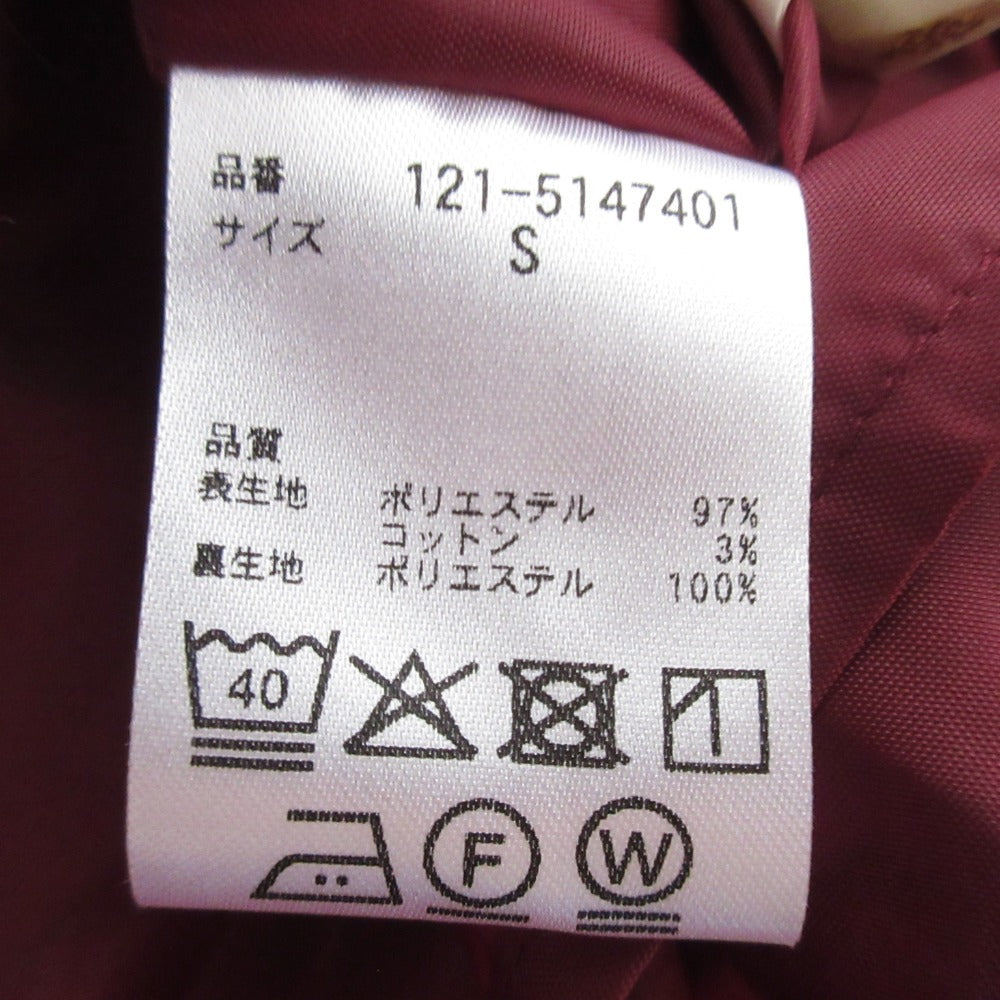 品番 121-5147401
サイズ S
品質
表生地 ポリエステル 97%
コットン 3%
裏生地 ポリエステル 100%
40
F W